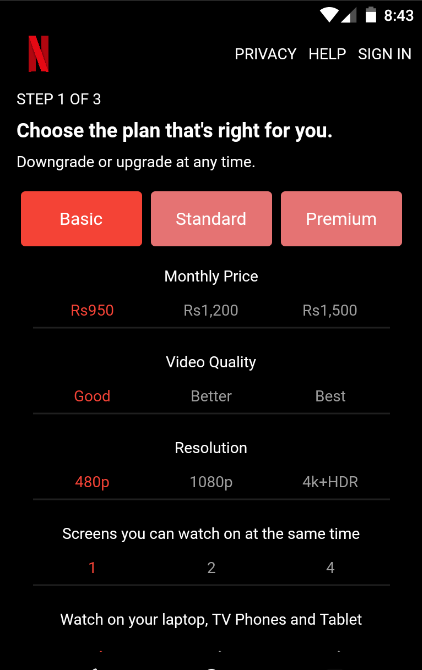 8:43
PRIVACY HELP SIGN IN
STEP 1 OF 3
Choose the plan that's right for you.
Downgrade or upgrade at any time.
Basic Standard Premium
Monthly Price
Rs950 Rs1,200 Rs1,500
Video Quality
Good Better Best
Resolution
480p 1080p 4k+HDR
Screens you can watch on at the same time
1 2 4
Watch on your laptop, TV Phones and Tablet